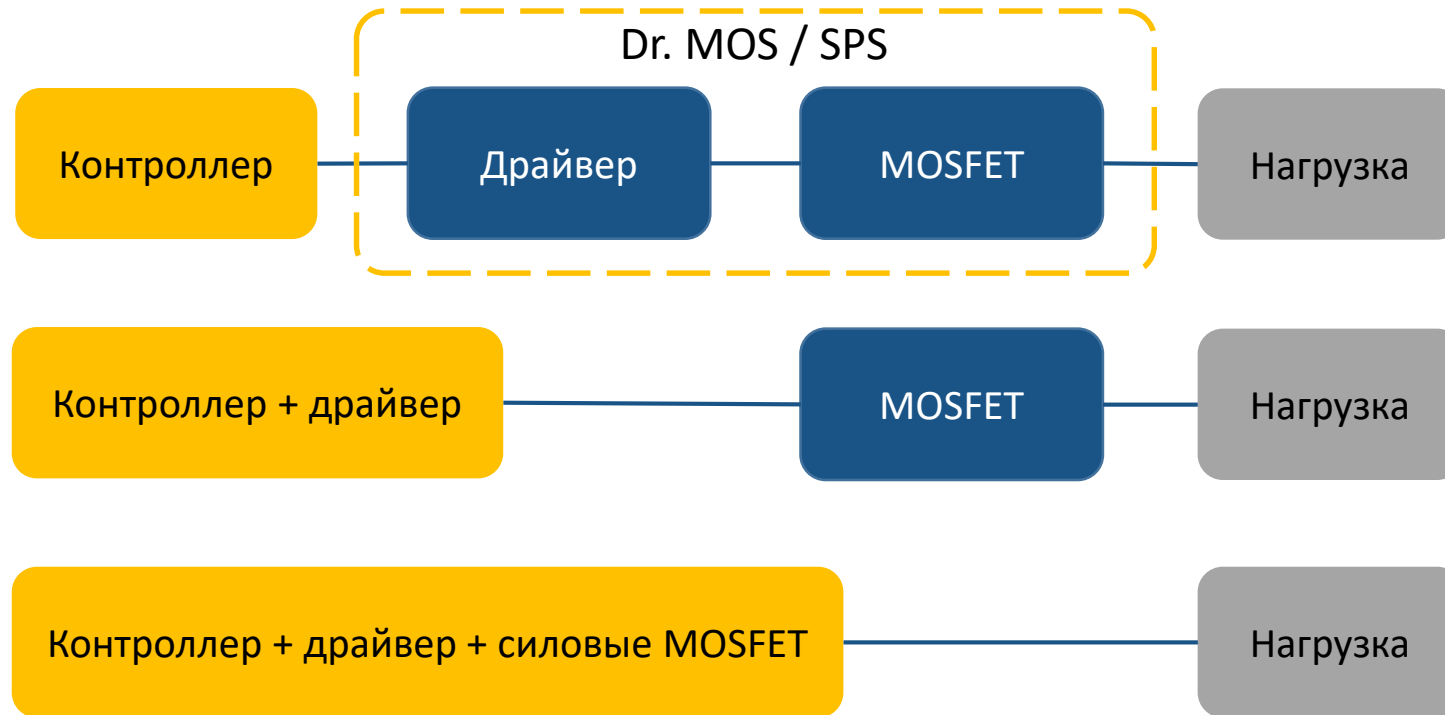 Dr. MOS / SPS
Контроллер
Драйвер
MOSFET
Нагрузка
Контроллер + драйвер
MOSFET
Нагрузка
Контроллер + драйвер + силовые MOSFET
Нагрузка